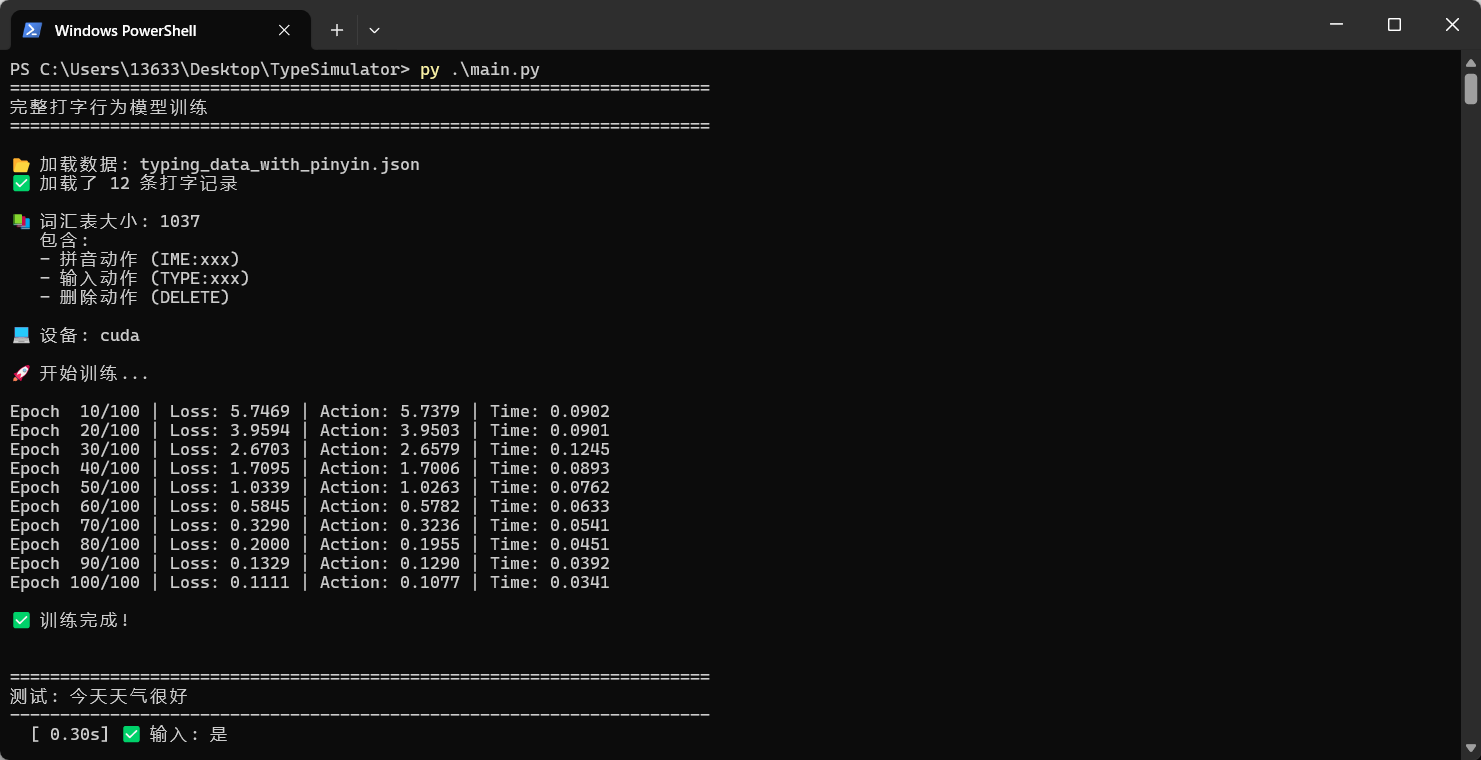 Windows PowerShell
PS C:\Users\13633\Desktop\TypeSimulator> py .\main.py
======================================================================
完整打字行为模型训练
======================================================================
📂 加载数据: typing_data_with_pinyin.json
✅ 加载了 12 条打字记录
📚 词汇表大小: 1037
包含:
- 拼音动作 (IME:xxx)
- 输入动作 (TYPE:xxx)
- 删除动作 (DELETE)
💻 设备: cuda
🚀 开始训练...
Epoch  10/100 | Loss: 5.7469 | Action: 5.7379 | Time: 0.0902
Epoch  20/100 | Loss: 3.9594 | Action: 3.9503 | Time: 0.0901
Epoch  30/100 | Loss: 2.6703 | Action: 2.6579 | Time: 0.1245
Epoch  40/100 | Loss: 1.7095 | Action: 1.7006 | Time: 0.0893
Epoch  50/100 | Loss: 1.0339 | Action: 1.0263 | Time: 0.0762
Epoch  60/100 | Loss: 0.5845 | Action: 0.5782 | Time: 0.0633
Epoch  70/100 | Loss: 0.3290 | Action: 0.3236 | Time: 0.0541
Epoch  80/100 | Loss: 0.2000 | Action: 0.1955 | Time: 0.0451
Epoch  90/100 | Loss: 0.1329 | Action: 0.1290 | Time: 0.0392
Epoch 100/100 | Loss: 0.1111 | Action: 0.1077 | Time: 0.0341
✅ 训练完成!
======================================================================
测试: 今天天气很好
----------------------------------------------------------------------
[ 0.30s] ✅ 输入: 是